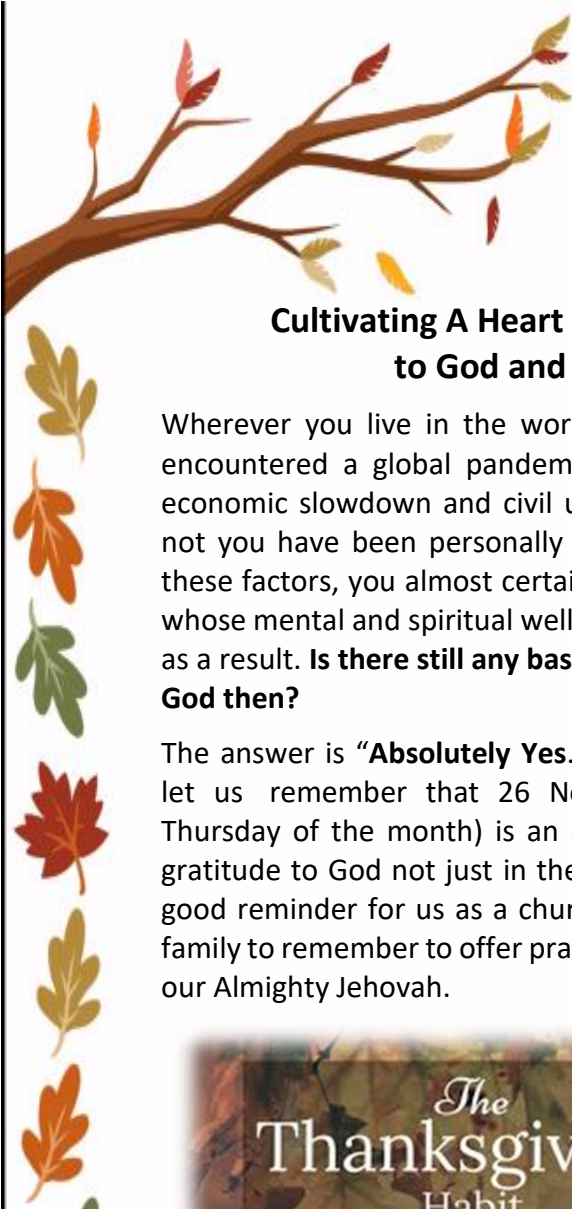 Cultivating A Heart
to God and
Wherever you live in the wor
encountered a global pandem
economic slowdown and civil u
not you have been personally
these factors, you almost certai
whose mental and spiritual well
as a result. Is there still any bas
God then?
The answer is “Absolutely Yes.
let us remember that 26 No
Thursday of the month) is an
gratitude to God not just in the
good reminder for us as a chur
family to remember to offer pra
our Almighty Jehovah.
The
Thanksgiv
Habit